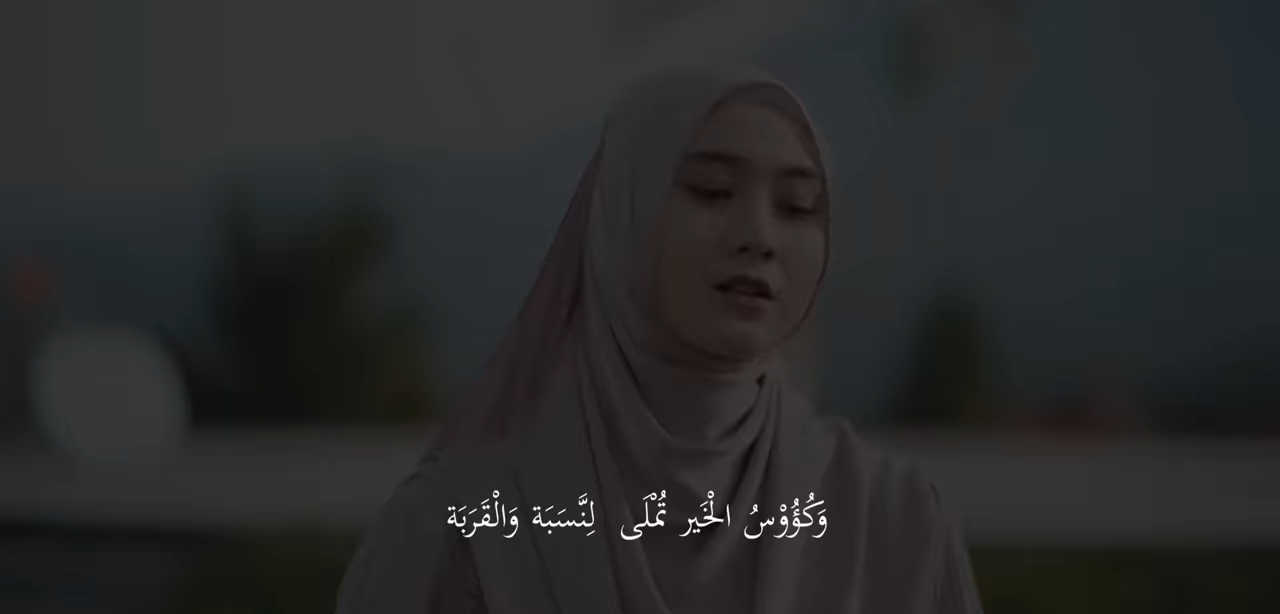 وَكُؤُوْسُ الْخَير تُمْلَى لِنَّسَبَة وَالْقَرَبَة